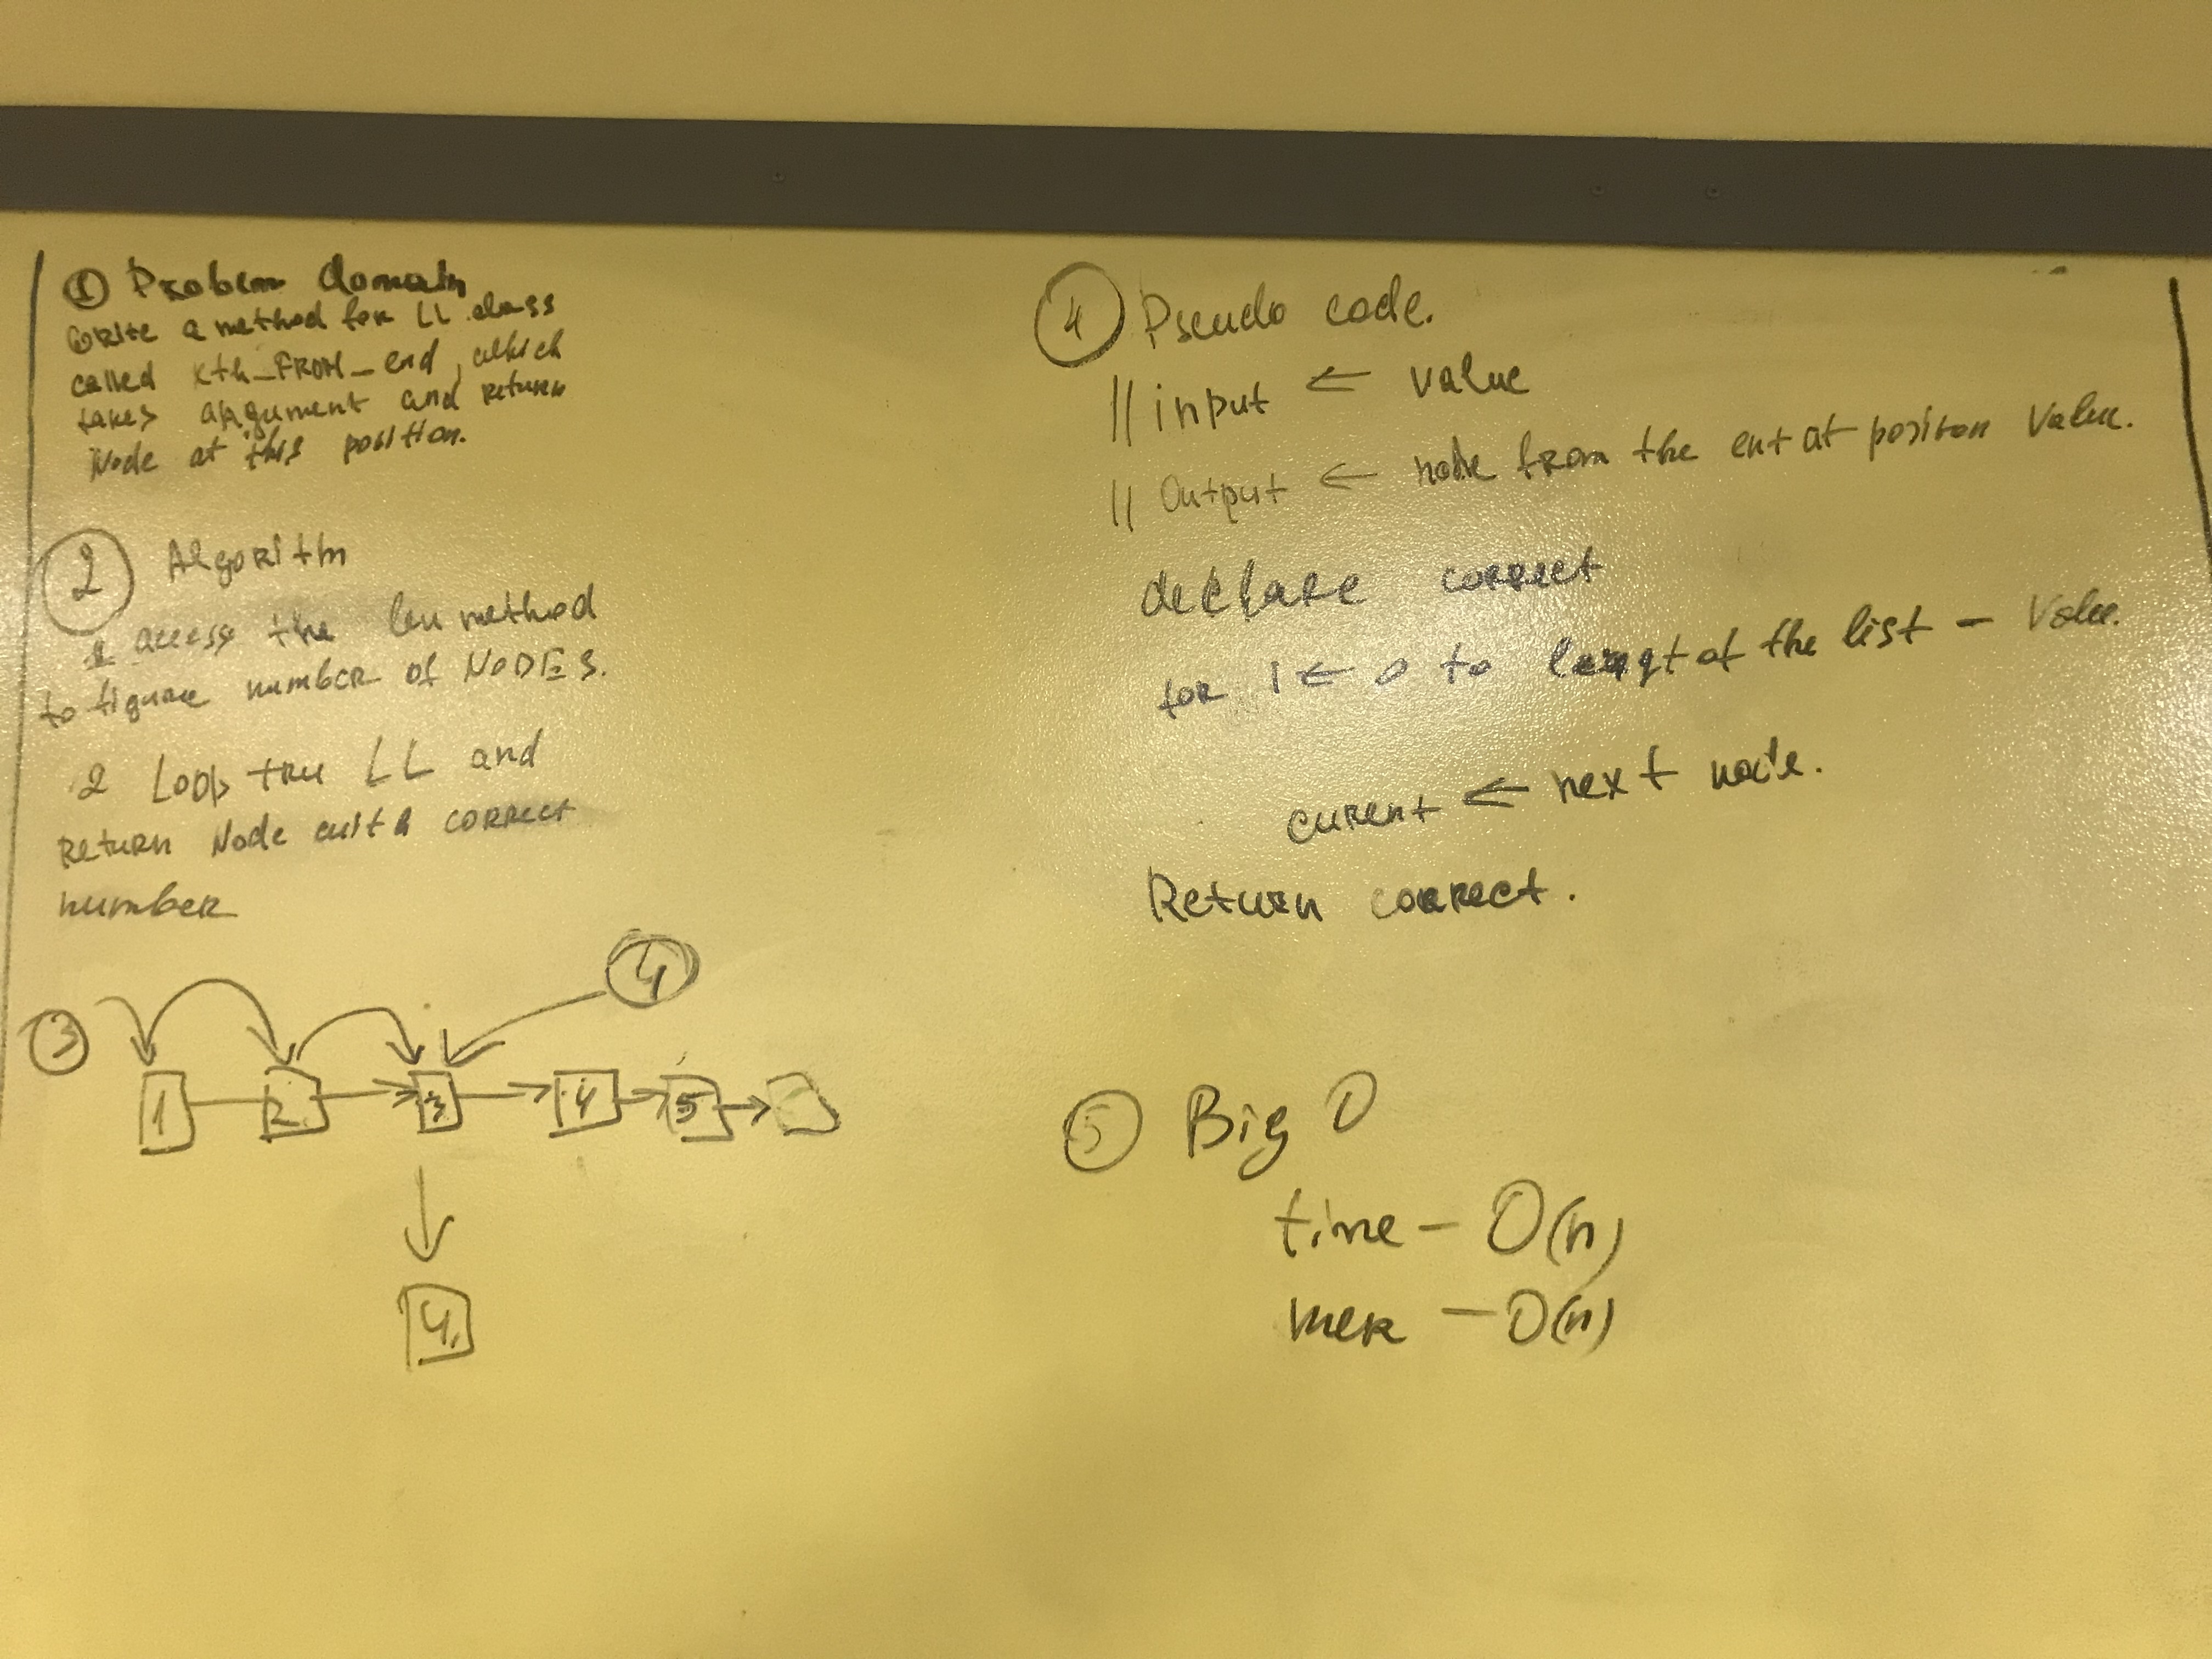 ① Problem domain
Write a method for LL class
called kth_FROM_end, which
takes argument and return
Node at this position.
② Algorithm
1 access the len method
to figure number of NODES.
2 Loop thu LL and
Return Node with correct
number
③
4
1 2 3 4 5
4
④ Pseudo code.
|| input ← value
|| Output ← node from the ent at position Value.
declare correct
for i ← 0 to lengt of the list - Value.
curent ← next node.
Return correct.
⑤ Big O
time - O(n)
mer - O(n)